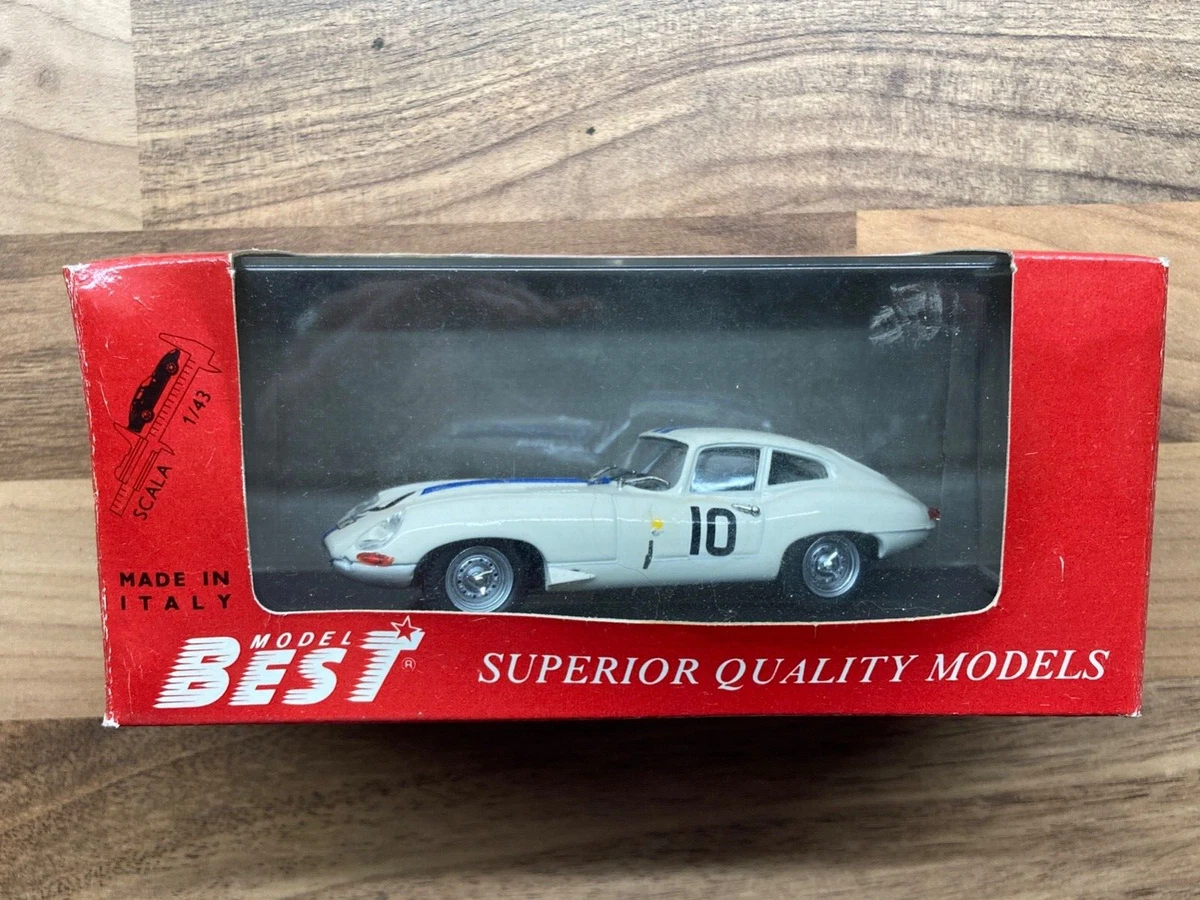 SCALA 1/43
MADE IN
ITALY
MODEL
BEST®
SUPERIOR QUALITY MODELS
10